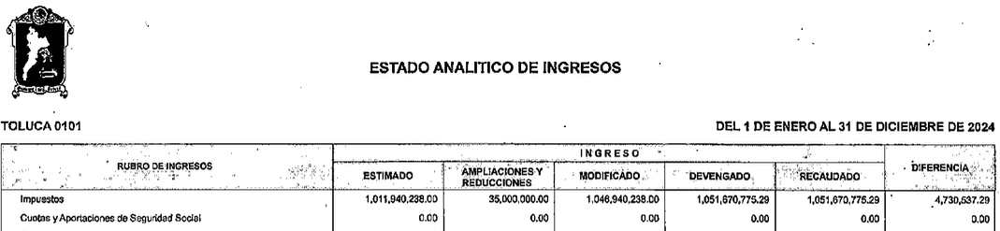 ESTADO ANALITICO DE INGRESOS
TOLUCA 0101 DEL 1 DE ENERO AL 31 DE DICIEMBRE DE 2024
RUBRO DE INGRESOS INGRESO DIFERENCIA
ESTIMADO AMPLIACIONES Y REDUCCIONES MODIFICADO DEVENGADO RECAUDADO
Impuestos 1,011,940,238.00 35,000,000.00 1,046,940,238.00 1,051,670,775.29 1,051,670,775.29 4,730,537.29
Cuotas y Aportaciones de Seguridad Social 0.00 0.00 0.00 0.00 0.00 0.00